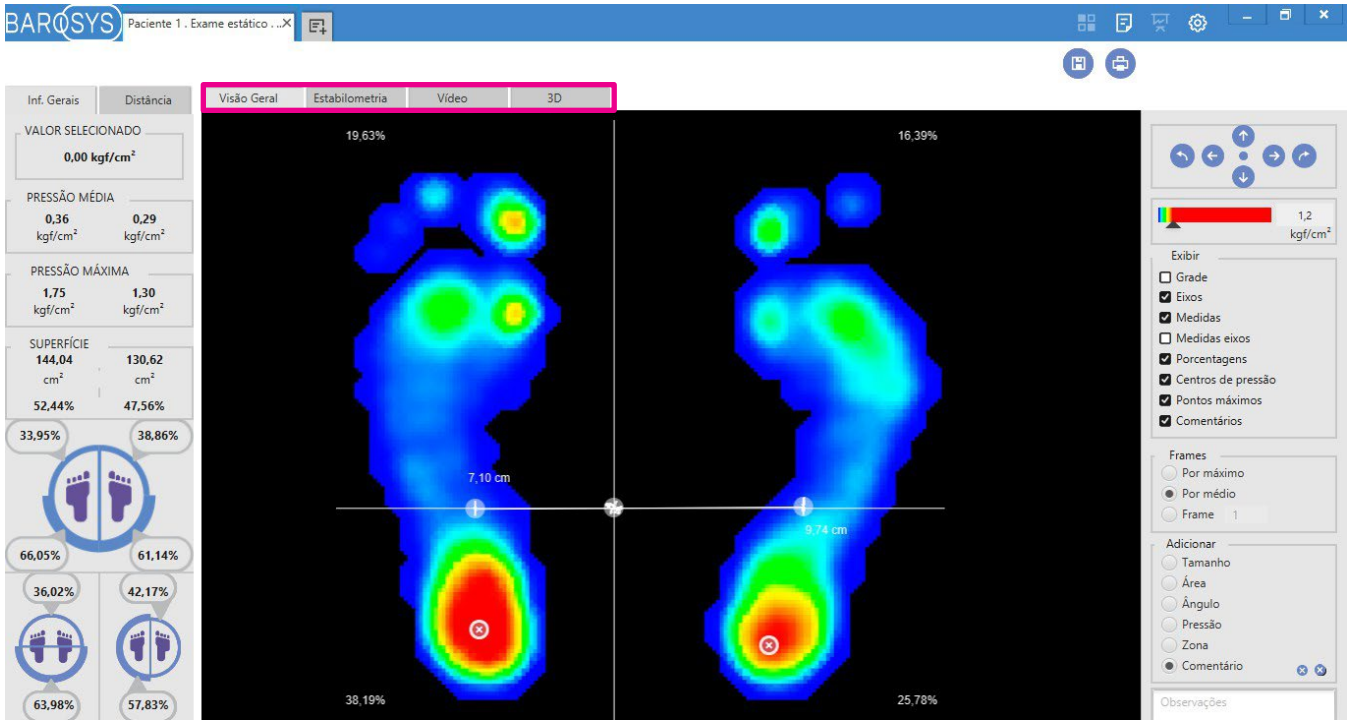 BAROSYS
Paciente 1 . Exame estático . ..X
Inf. Gerais Distância
Visão Geral Estabilometria Vídeo 3D
VALOR SELECIONADO
0,00 kgf/cm²
PRESSÃO MÉDIA
0,36 0,29
kgf/cm² kgf/cm²
PRESSÃO MÁXIMA
1,75 1,30
kgf/cm² kgf/cm²
SUPERFÍCIE
144,04 130,62
cm² cm²
52,44% 47,56%
33,95% 38,86%
66,05% 61,14%
36,02% 42,17%
63,98% 57,83%
19,63% 16,39%
7,10 cm
9,74 cm
38,19% 25,78%
1,2
kgf/cm²
Exibir
Grade
Eixos
Medidas
Medidas eixos
Porcentagens
Centros de pressão
Pontos máximos
Comentários
Frames
Por máximo
Por médio
Frame 1
Adicionar
Tamanho
Área
Ângulo
Pressão
Zona
Comentário
Observações